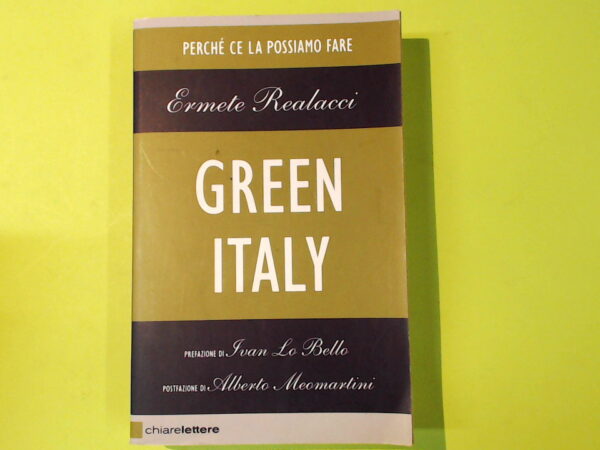 PERCHÉ CE LA POSSIAMO FARE
Ermete Realacci
GREEN
ITALY
PREFAZIONE DI Ivan Lo Bello
POSTFAZIONE DI Alberto Meomartini
chiarelettere